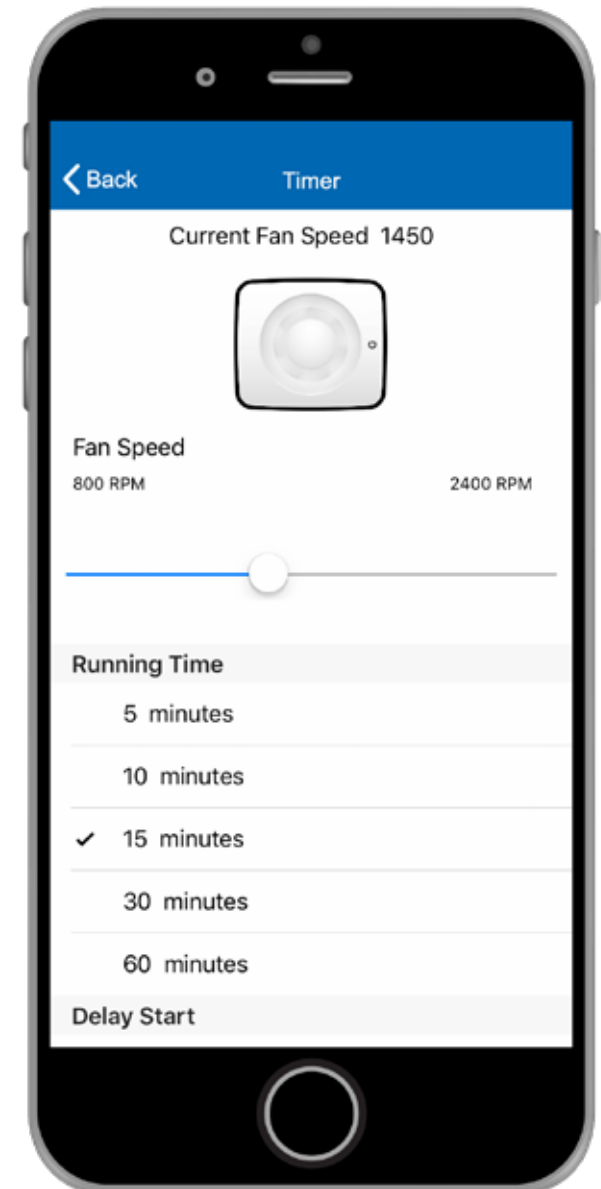 Back Timer
Current Fan Speed 1450
Fan Speed
800 RPM 2400 RPM
Running Time
5 minutes
10 minutes
15 minutes
30 minutes
60 minutes
Delay Start